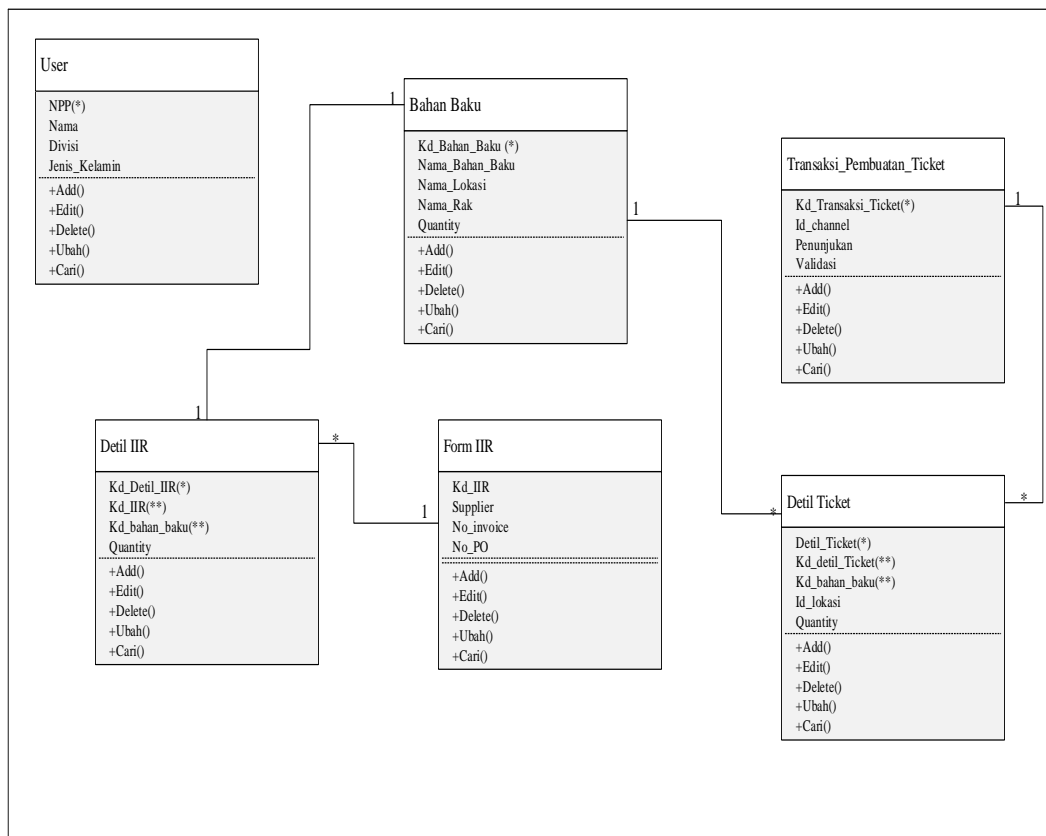 User
NPP(*)
Nama
Divisi
Jenis_Kelamin
+Add()
+Edit()
+Delete()
+Ubah()
+Cari()
1
Bahan Baku
Kd_Bahan_Baku (*)
Nama_Bahan_Baku
Nama_Lokasi
Nama_Rak
Quantity
+Add()
+Edit()
+Delete()
+Ubah()
+Cari()
1
Transaksi_Pembuatan_Ticket
Kd_Transaksi_Ticket(*)
Id_channel
Penunjukan
Validasi
+Add()
+Edit()
+Delete()
+Ubah()
+Cari()
1
1
Detil IIR
Kd_Detil_IIR(*)
Kd_IIR(**)
Kd_bahan_baku(**)
Quantity
+Add()
+Edit()
+Delete()
+Ubah()
+Cari()
*
1
Form IIR
Kd_IIR
Supplier
No_invoice
No_PO
+Add()
+Edit()
+Delete()
+Ubah()
+Cari()
*
Detil Ticket
Detil_Ticket(*)
Kd_detil_Ticket(**)
Kd_bahan_baku(**)
Id_lokasi
Quantity
+Add()
+Edit()
+Delete()
+Ubah()
+Cari()
*